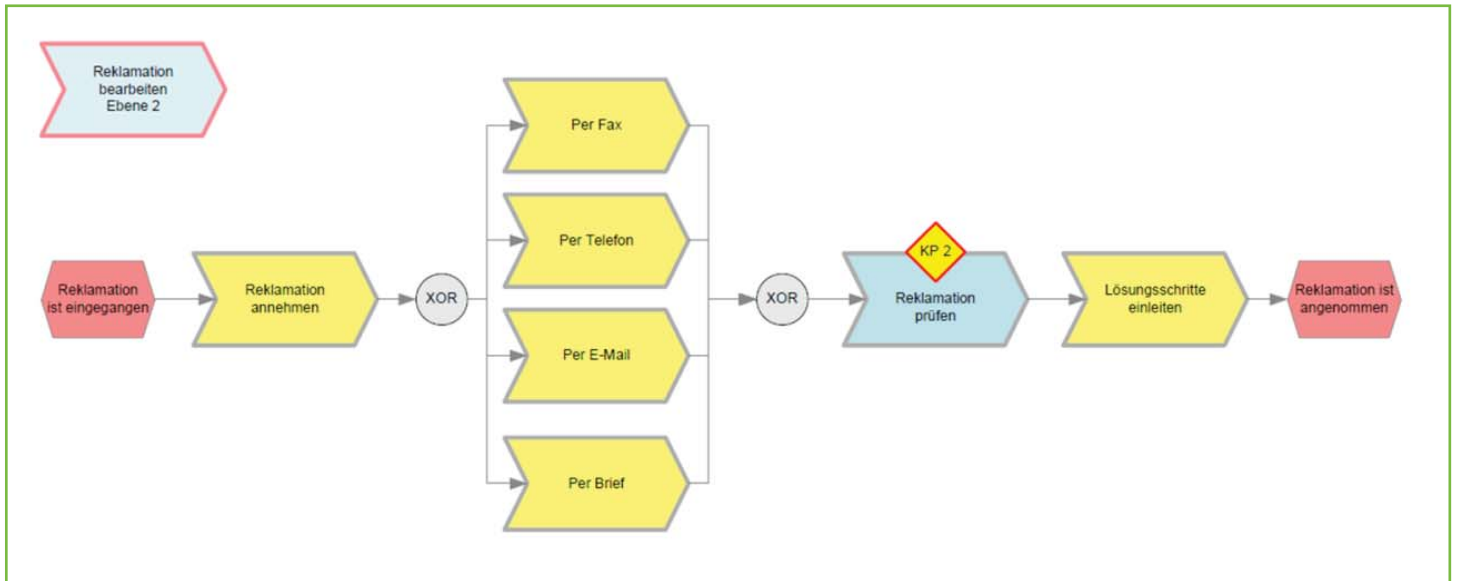 Reklamation
bearbeiten
Ebene 2
Reklamation
ist eingegangen
Reklamation
annehmen
XOR
Per Fax
Per Telefon
Per E-Mail
Per Brief
XOR
KP 2
Reklamation
prüfen
Lösungsschritte
einleiten
Reklamation ist
angenommen